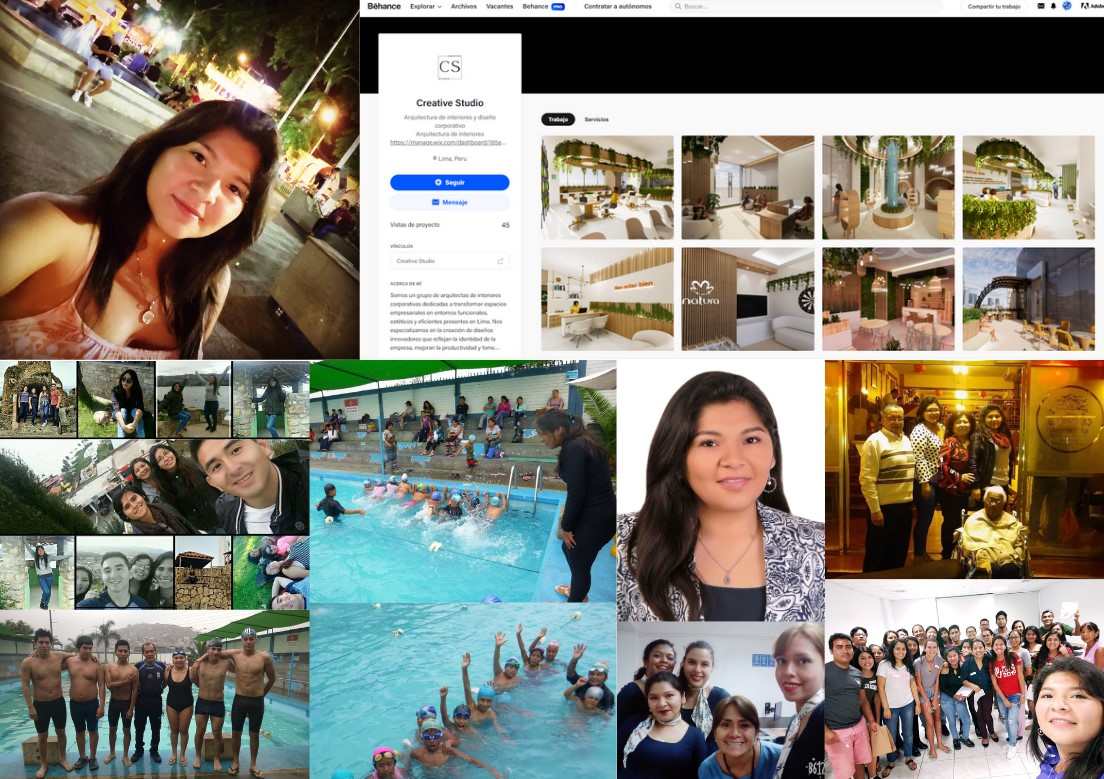 Bēhance
Explorar
Archivos
Vacantes
Behance PRO
Contratar a autónomos
Buscar...
Compartir tu trabajo
CS
Creative Studio
Arquitectura de interiores y diseño
corporativo
Arquitectura de interiores
https://manage.wix.com/dashboard/185a...
Lima, Peru
Seguir
Mensaje
Vistas de proyecto 45
VÍNCULOS
Creative Studio
ACERCA DE MÍ
Somos un grupo de arquitectas de interiores
corporativas dedicadas a transformar espacios
empresariales en entornos funcionales,
estéticos y eficientes presentes en Lima. Nos
especializamos en la creación de diseños
innovadores que reflejan la identidad de la
empresa, mejoran la productividad y fome...
Trabajo
Servicios
natura
B612